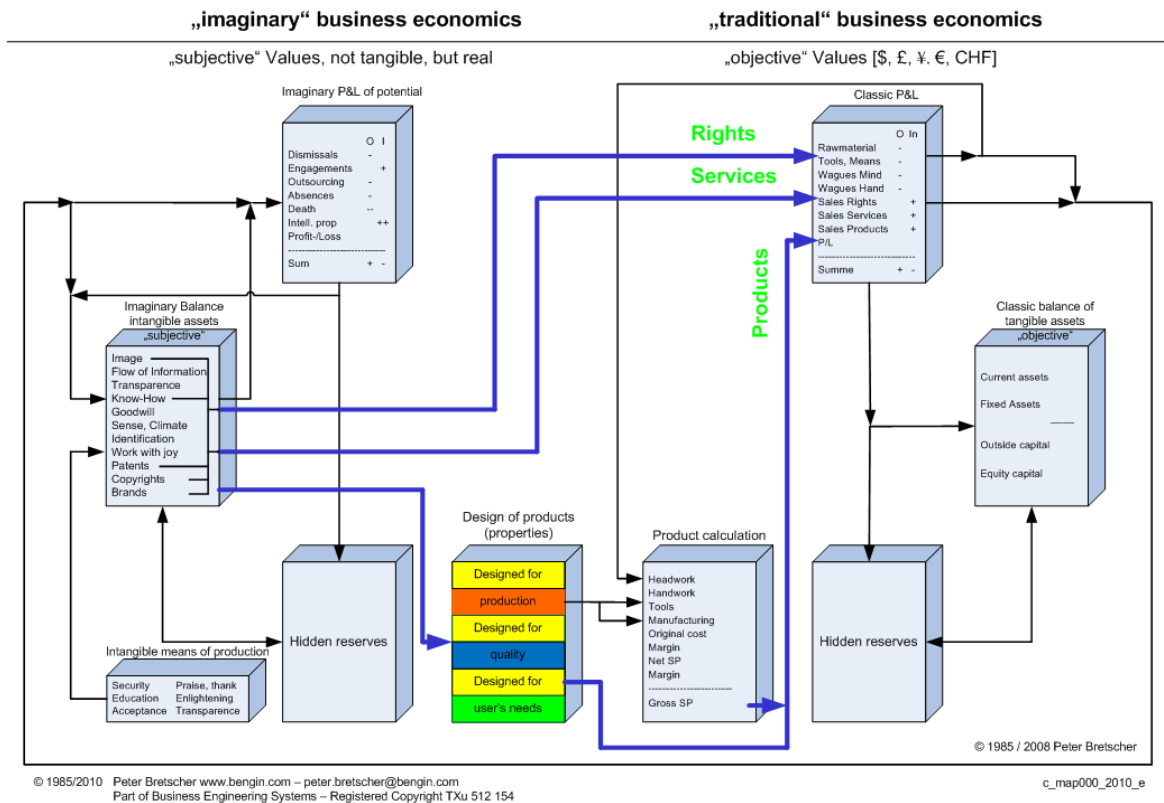 „imaginary“ business economics
„traditional“ business economics
„subjective“ Values, not tangible, but real
„objective“ Values [$, £, ¥. €, CHF]
Imaginary P&L of potential
O I
Dismissals -
Engagements +
Outsourcing -
Absences -
Death --
Intell. prop ++
Profit-/Loss
-------------------------------
Sum + -
Rights
Services
Products
Classic P&L
O In
Rawmaterial -
Tools, Means -
Wagues Mind -
Wagues Hand -
Sales Rights +
Sales Services +
Sales Products +
P/L
-------------------------------
Summe + -
Imaginary Balance
intangible assets
„subjective“
Image
Flow of Information
Transparence
Know-How
Goodwill
Sense, Climate
Identification
Work with joy
Patents
Copyrights
Brands
Classic balance of
tangible assets
„objective“
Current assets
Fixed Assets
Outside capital
Equity capital
Intangible means of production
Security Praise, thank
Education Enlightening
Acceptance Transparence
Hidden reserves
Design of products
(properties)
Designed for
production
Designed for
quality
Designed for
user's needs
Product calculation
Headwork
Handwork
Tools
Manufacturing
Original cost
Margin
Net SP
Margin
-------------------------
Gross SP
Hidden reserves
© 1985 / 2008 Peter Bretscher
© 1985/2010 Peter Bretscher www.bengin.com – peter.bretscher@bengin.com
Part of Business Engineering Systems – Registered Copyright TXu 512 154
c_map000_2010_e